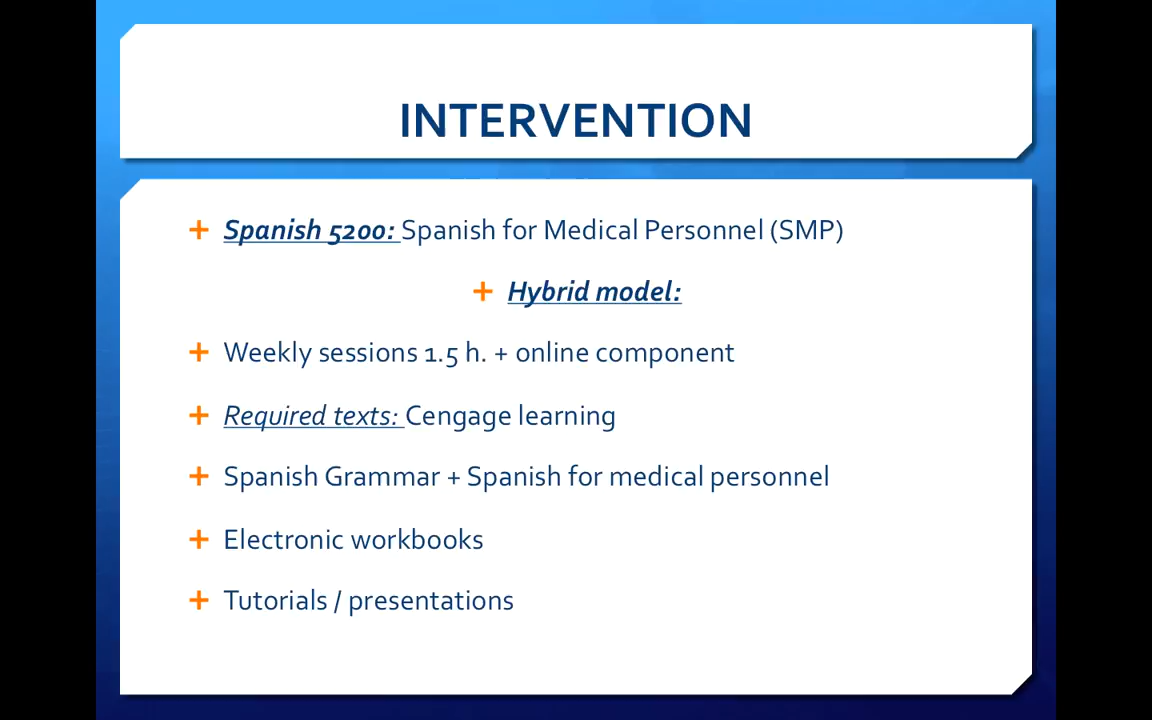 INTERVENTION
Spanish 5200: Spanish for Medical Personnel (SMP)
Hybrid model:
Weekly sessions 1.5 h. + online component
Required texts: Cengage learning
Spanish Grammar + Spanish for medical personnel
Electronic workbooks
Tutorials / presentations